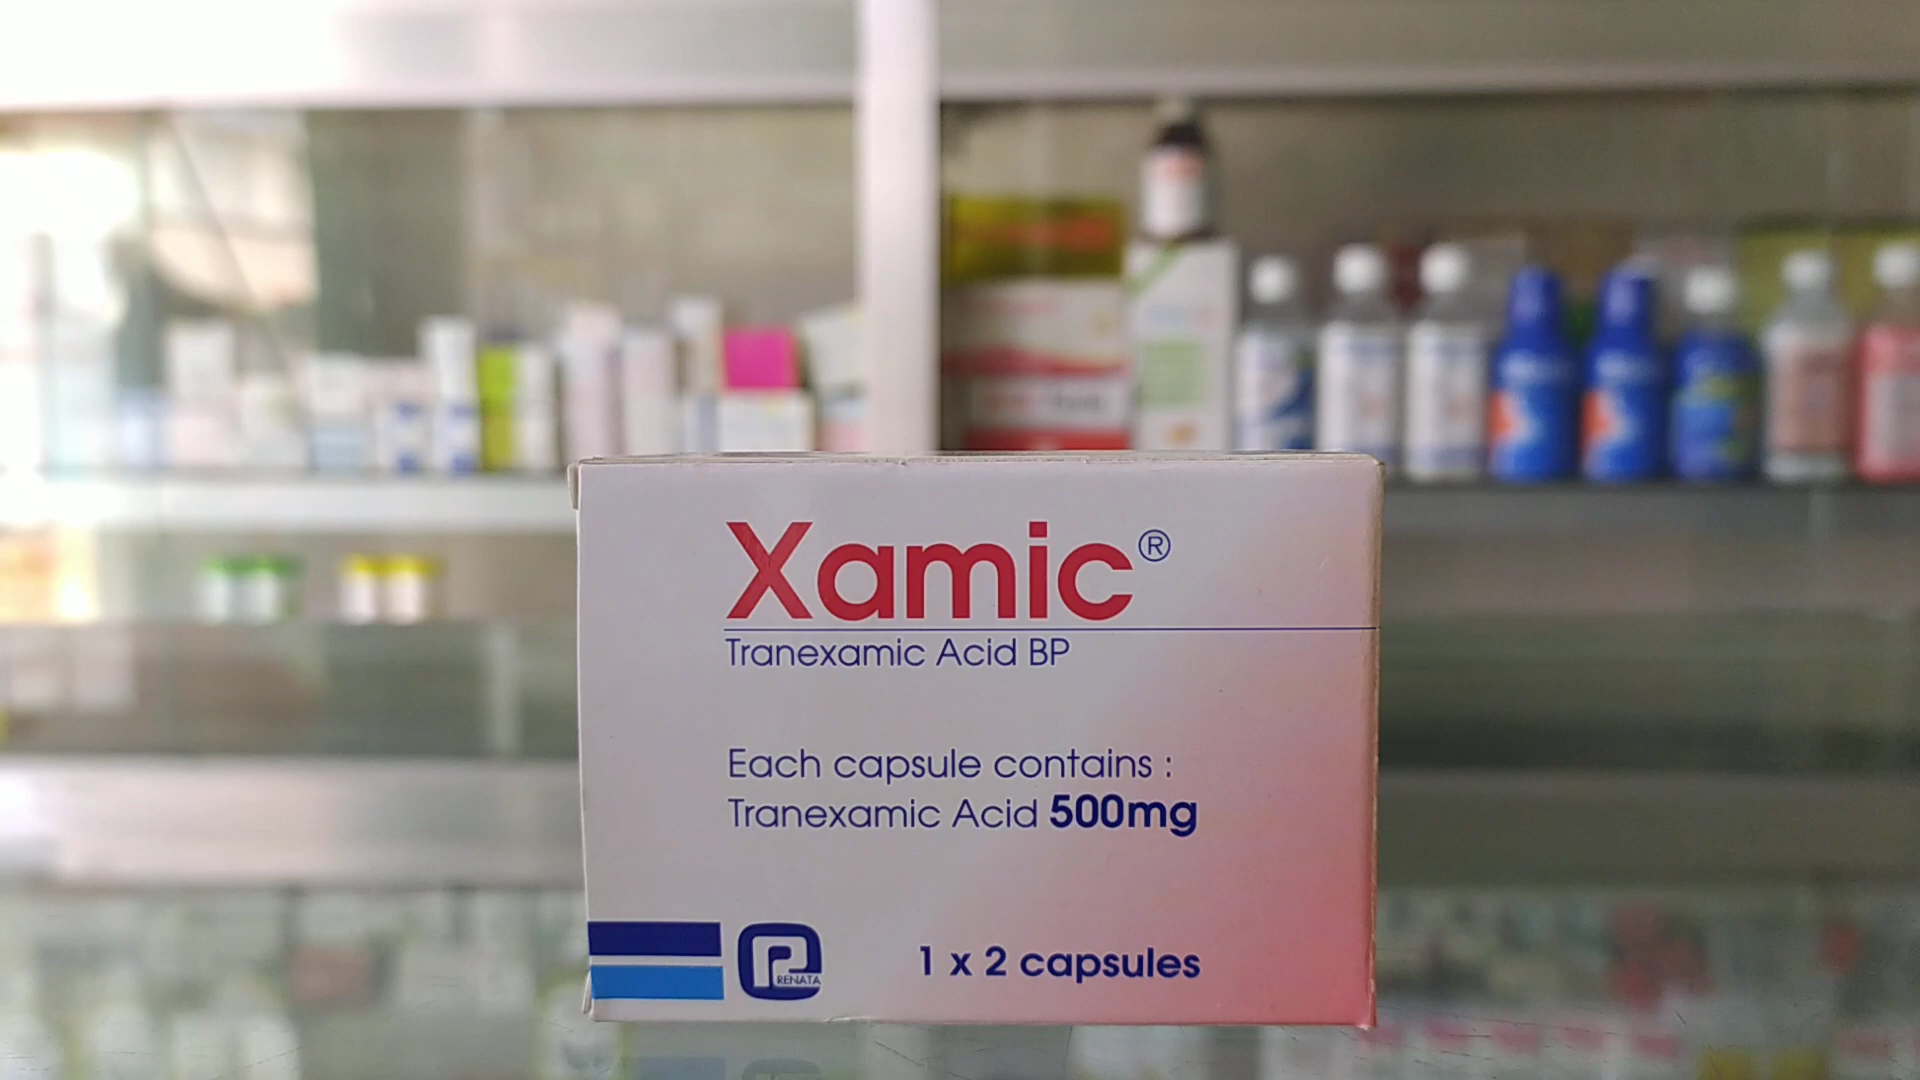 Xamic®
Tranexamic Acid BP
Each capsule contains :
Tranexamic Acid 500mg
RENATA
1 x 2 capsules